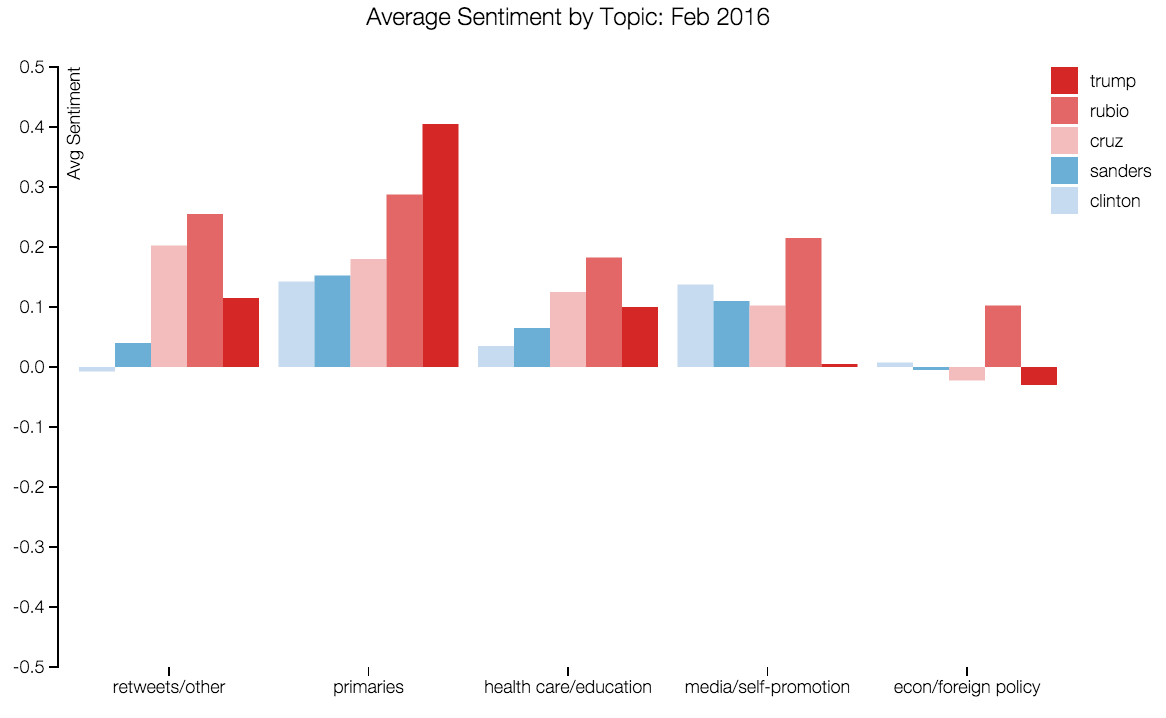 Average Sentiment by Topic: Feb 2016
Avg Sentiment
0.5
0.4
0.3
0.2
0.1
0.0
-0.1
-0.2
-0.3
-0.4
-0.5
retweets/other
primaries
health care/education
media/self-promotion
econ/foreign policy
trump
rubio
cruz
sanders
clinton